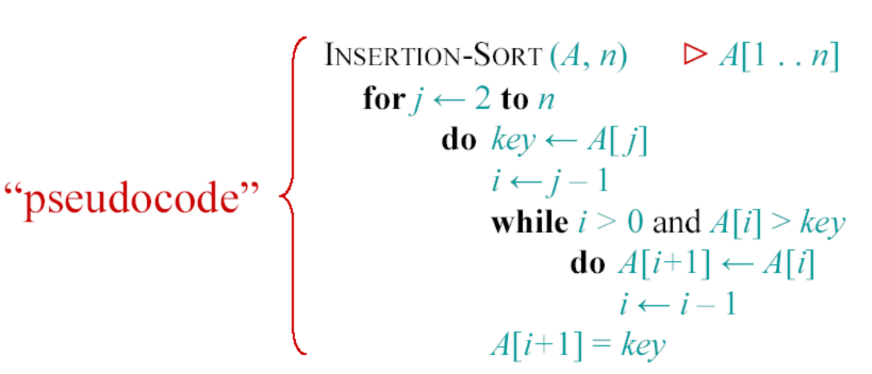 “pseudocode”
INSERTION-SORT (A, n) ▷ A[1 . . n]
for j ← 2 to n
do key ← A[ j]
i ← j – 1
while i > 0 and A[i] > key
do A[i+1] ← A[i]
i ← i – 1
A[i+1] = key